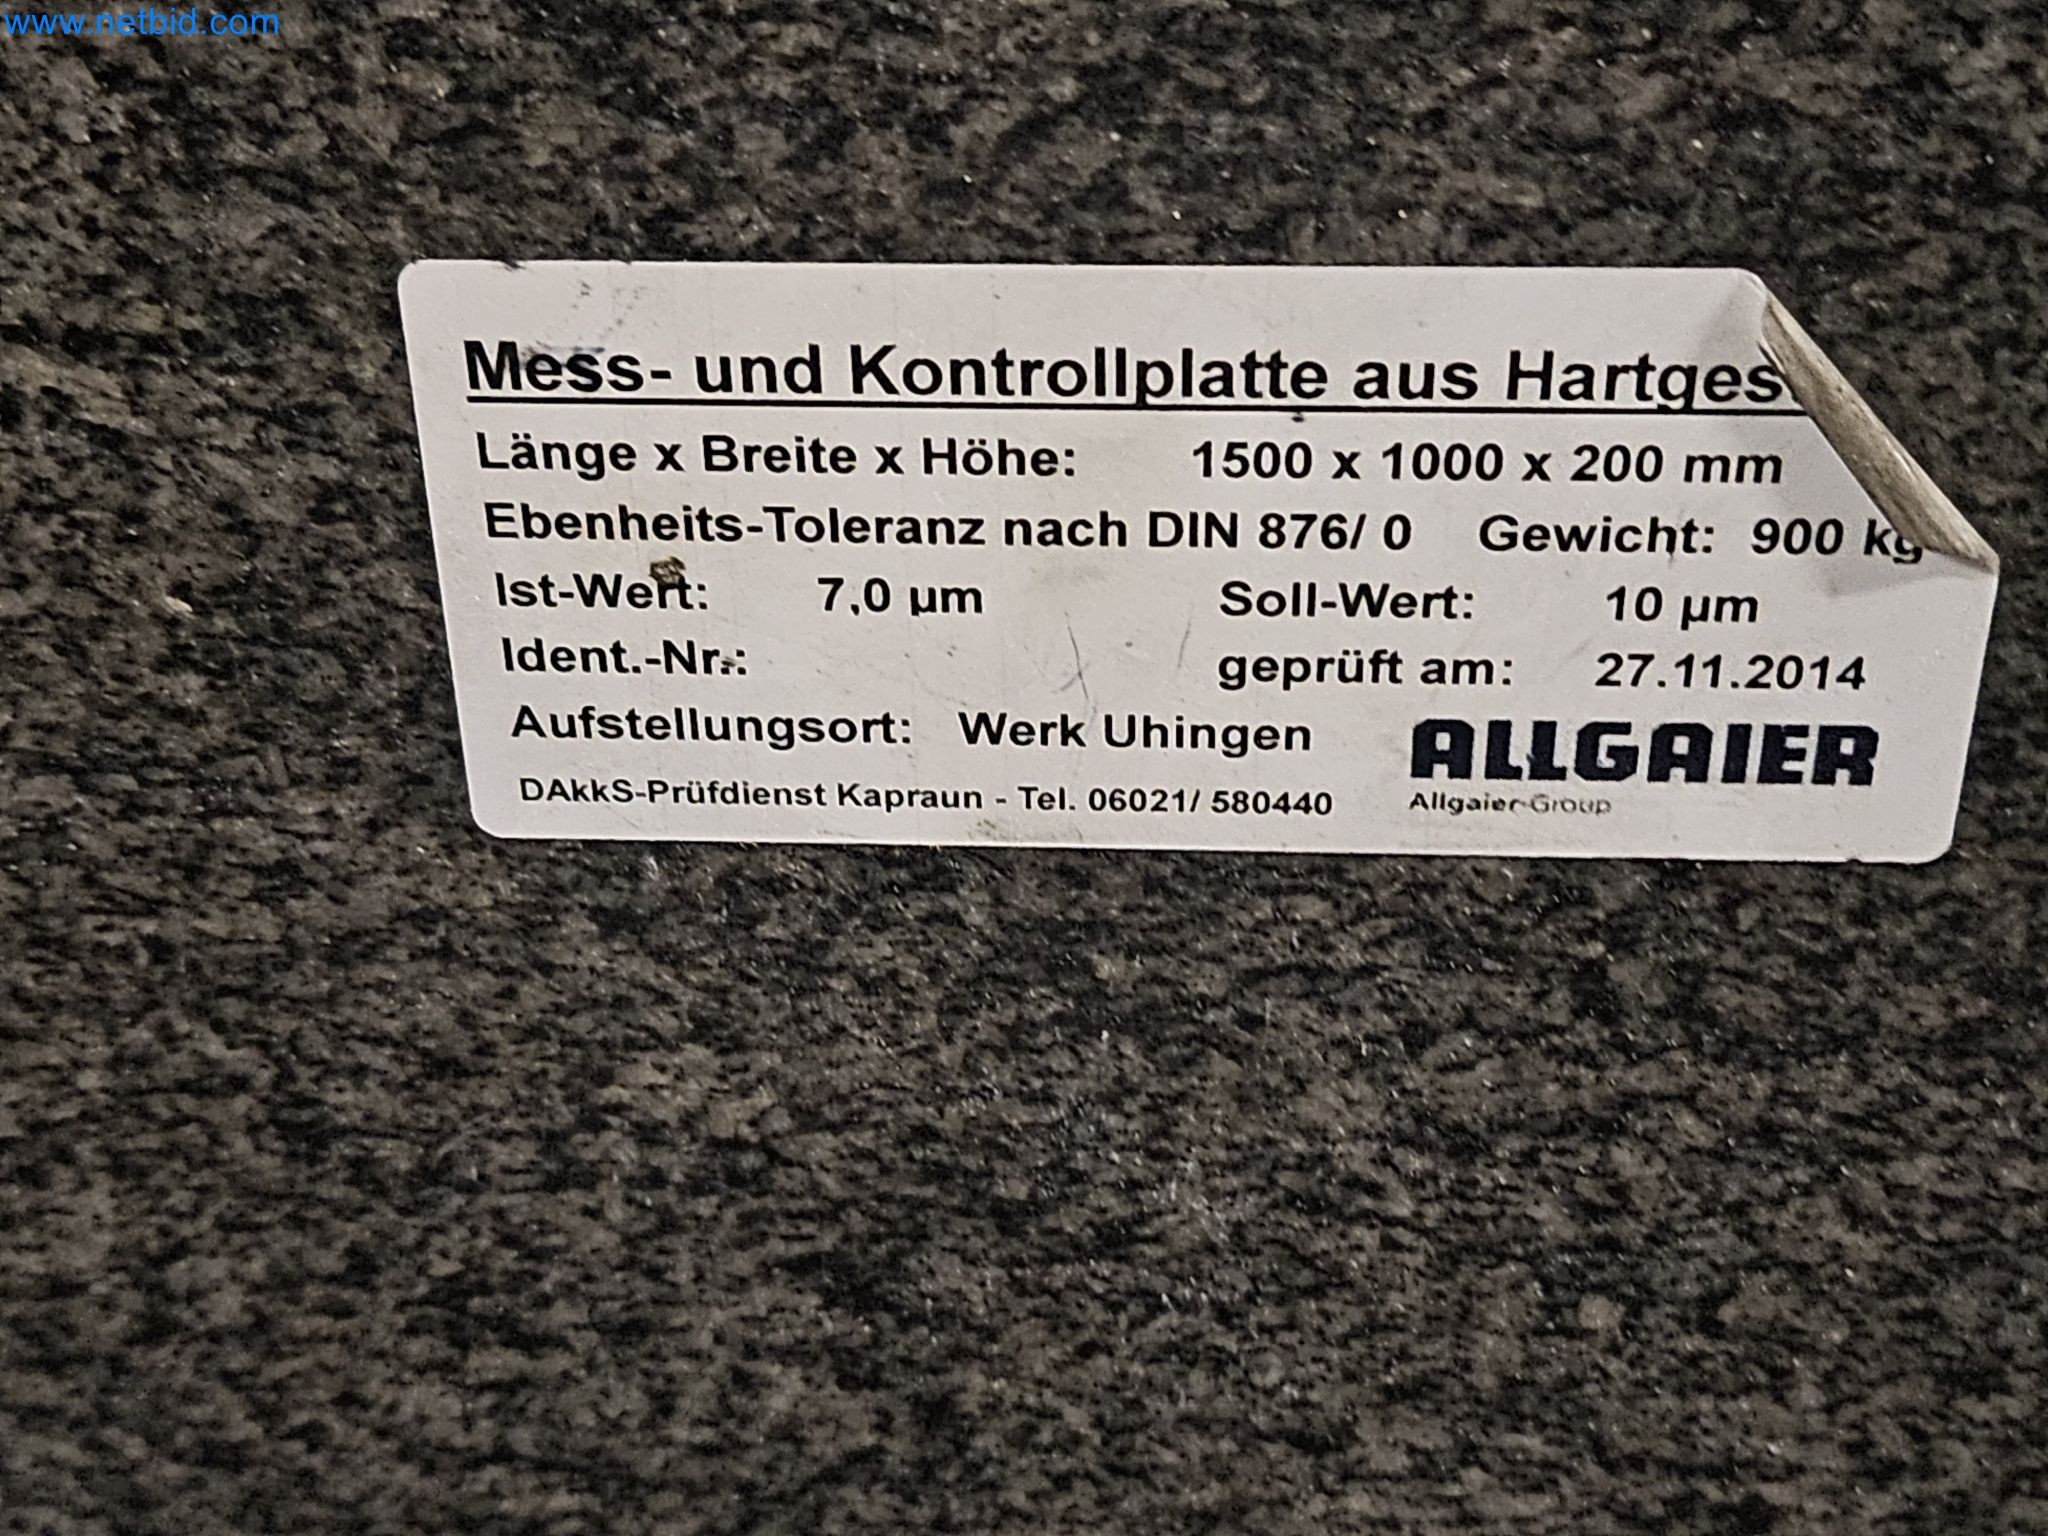 www.netbid.com
Mess- und Kontrollplatte aus
Länge x Breite x Höhe: 1500 x 1000 x 200 mm
Ebenheits-Toleranz nach DIN 876/ 0 Gewicht: 900 kg
Ist-Wert: 7,0 µm Soll-Wert: 10 µm
Ident.-Nr.: geprüft am: 27.11.2014
Aufstellungsort: Werk Uhingen ALLGAIER
DAkkS-Prüfdienst Kapraun - Tel. 06021/ 580440 Allgaier-Group